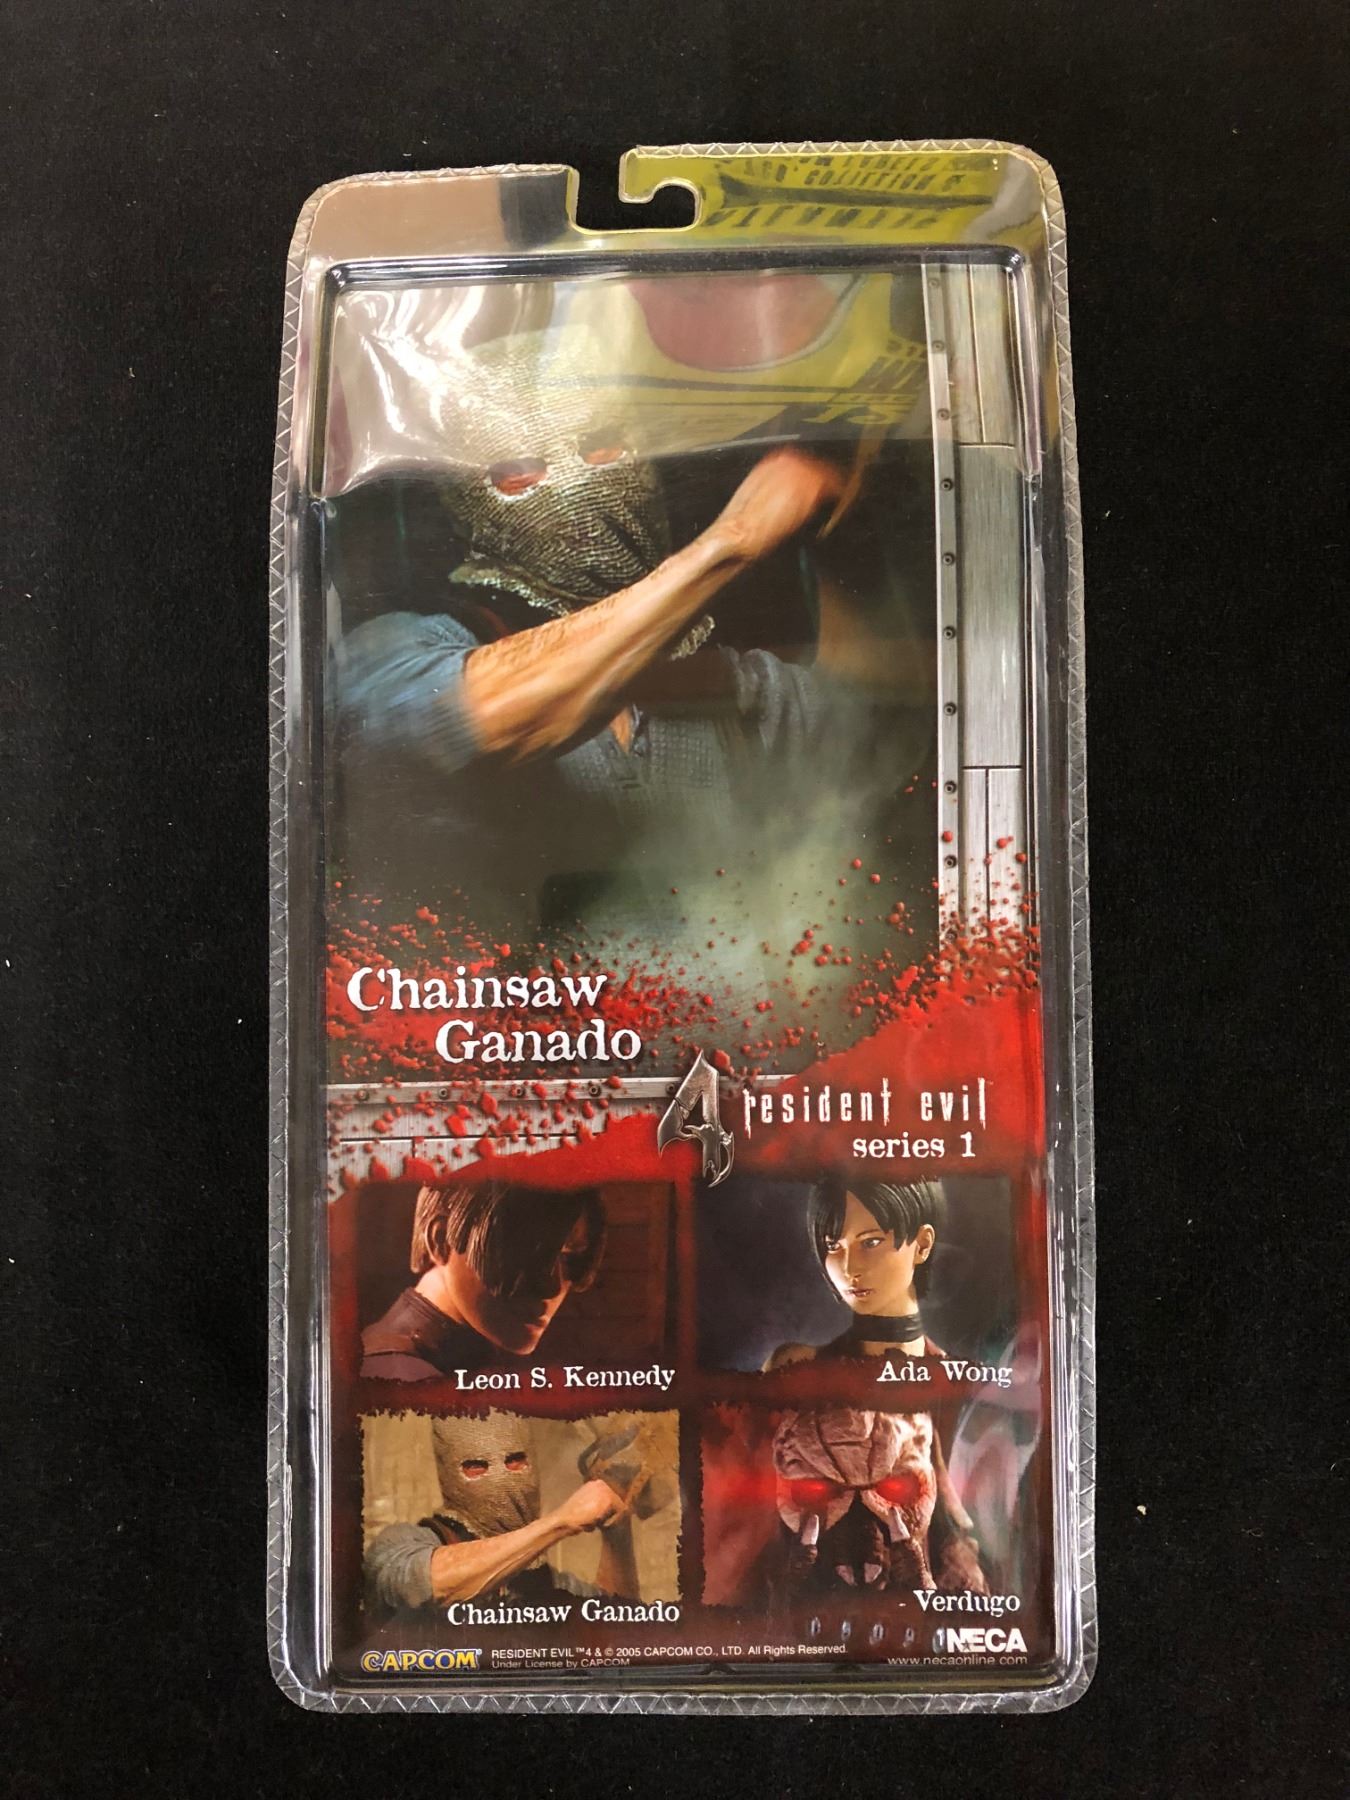 Chainsaw
Ganado
4 resident evil
series 1
Leon S. Kennedy
Ada Wong
Chainsaw Ganado
Verdugo
CAPCOM
RESIDENT EVIL™4 & © 2005 CAPCOM CO., LTD. All Rights Reserved.
Under License by CAPCOM
NECA
www.necaonline.com